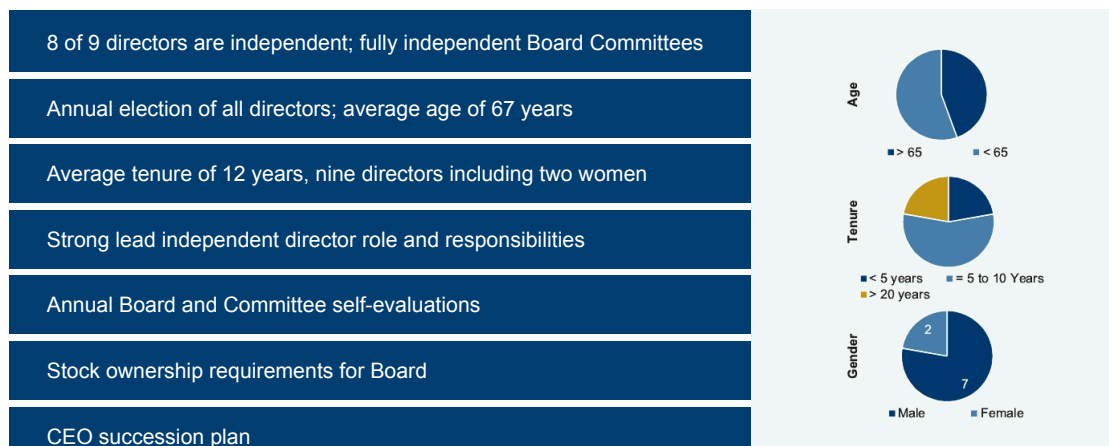 8 of 9 directors are independent; fully independent Board Committees
Annual election of all directors; average age of 67 years
Average tenure of 12 years, nine directors including two women
Strong lead independent director role and responsibilities
Annual Board and Committee self-evaluations
Stock ownership requirements for Board
CEO succession plan
Age
> 65 < 65
Tenure
< 5 years = 5 to 10 Years
> 20 years
Gender
2
7
Male Female